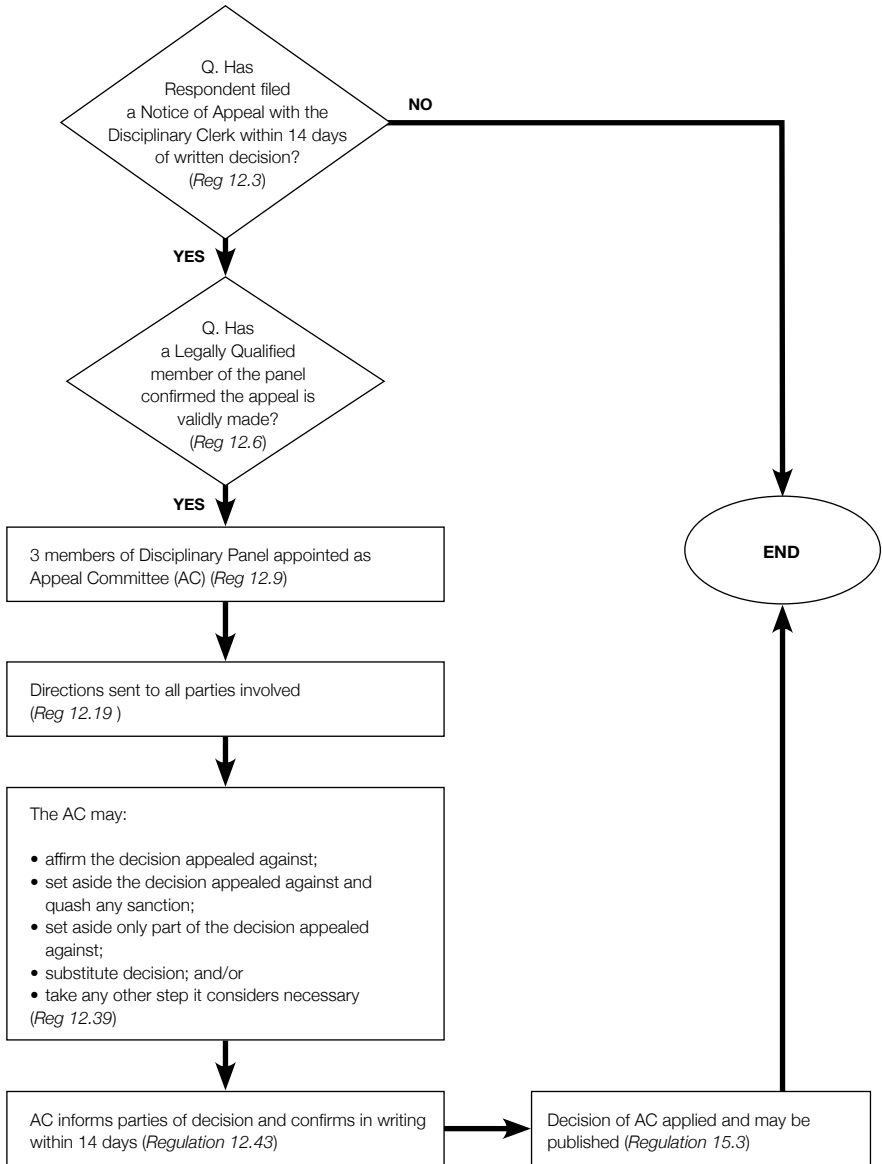 Q. Has
Respondent filed
a Notice of Appeal with the
Disciplinary Clerk within 14 days
of written decision?
(Reg 12.3)
NO
YES
Q. Has
a Legally Qualified
member of the panel
confirmed the appeal is
validly made?
(Reg 12.6)
YES
3 members of Disciplinary Panel appointed as
Appeal Committee (AC) (Reg 12.9)
END
Directions sent to all parties involved
(Reg 12.19 )
The AC may:
• affirm the decision appealed against;
• set aside the decision appealed against and
quash any sanction;
• set aside only part of the decision appealed
against;
• substitute decision; and/or
• take any other step it considers necessary
(Reg 12.39)
AC informs parties of decision and confirms in writing
within 14 days (Regulation 12.43)
Decision of AC applied and may be
published (Regulation 15.3)